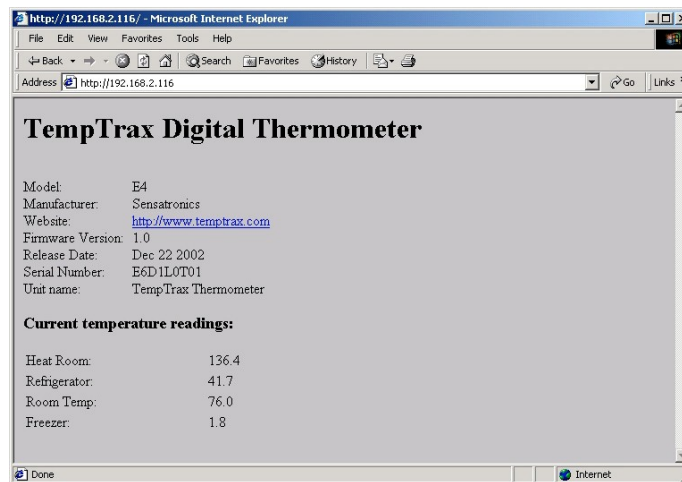 http://192.168.2.116/ - Microsoft Internet Explorer
File Edit View Favorites Tools Help
Back Search Favorites History
Address http://192.168.2.116 Go Links
TempTrax Digital Thermometer
Model: E4
Manufacturer: Sensatronics
Website: http://www.temptrax.com
Firmware Version: 1.0
Release Date: Dec 22 2002
Serial Number: E6D1L0T01
Unit name: TempTrax Thermometer
Current temperature readings:
Heat Room: 136.4
Refrigerator: 41.7
Room Temp: 76.0
Freezer: 1.8
Done Internet